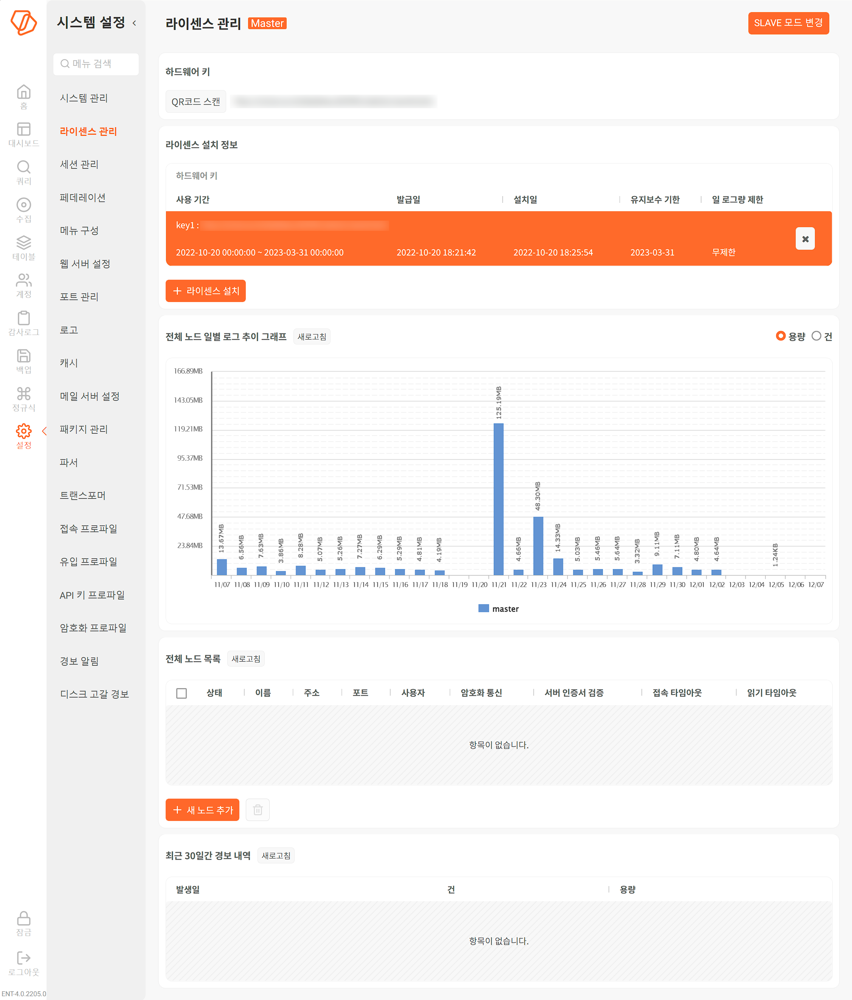 홈
대시보드
쿼리
수집
테이블
계정
감사로그
백업
정규식
설정
잠금
로그아웃
ENT-4.0.2205.0
시스템 설정
메뉴 검색
시스템 관리
라이센스 관리
세션 관리
페데레이션
메뉴 구성
웹 서버 설정
포트 관리
로고
캐시
메일 서버 설정
패키지 관리
파서
트랜스포머
접속 프로파일
유입 프로파일
API 키 프로파일
암호화 프로파일
경보 알림
디스크 고갈 경보
라이센스 관리 Master
SLAVE 모드 변경
하드웨어 키
QR코드 스캔
라이센스 설치 정보
하드웨어 키
사용 기간 발급일 설치일 유지보수 기한 일 로그량 제한
key1 :
2022-10-20 00:00:00 ~ 2023-03-31 00:00:00 2022-10-20 18:21:42 2022-10-20 18:25:54 2023-03-31 무제한
라이센스 설치
전체 노드 일별 로그 추이 그래프 새로고침 용량 건
166.89MB
143.05MB
119.21MB
95.37MB
71.53MB
47.68MB
23.84MB
13.67MB 6.56MB 7.63MB 3.86MB 8.28MB 5.07MB 5.26MB 7.27MB 6.29MB 5.29MB 4.81MB 4.19MB 125.19MB 4.66MB 48.30MB 14.33MB 5.03MB 5.46MB 5.64MB 3.32MB 9.11MB 7.11MB 4.80MB 4.64MB 1.24KB
11/07 11/08 11/09 11/10 11/11 11/12 11/13 11/14 11/15 11/16 11/17 11/18 11/19 11/20 11/21 11/22 11/23 11/24 11/25 11/26 11/27 11/28 11/29 11/30 12/01 12/02 12/03 12/04 12/05 12/06 12/07
master
전체 노드 목록 새로고침
상태 이름 주소 포트 사용자 암호화 통신 서버 인증서 검증 접속 타임아웃 읽기 타임아웃
항목이 없습니다.
새 노드 추가
최근 30일간 경보 내역 새로고침
발생일 건 용량
항목이 없습니다.